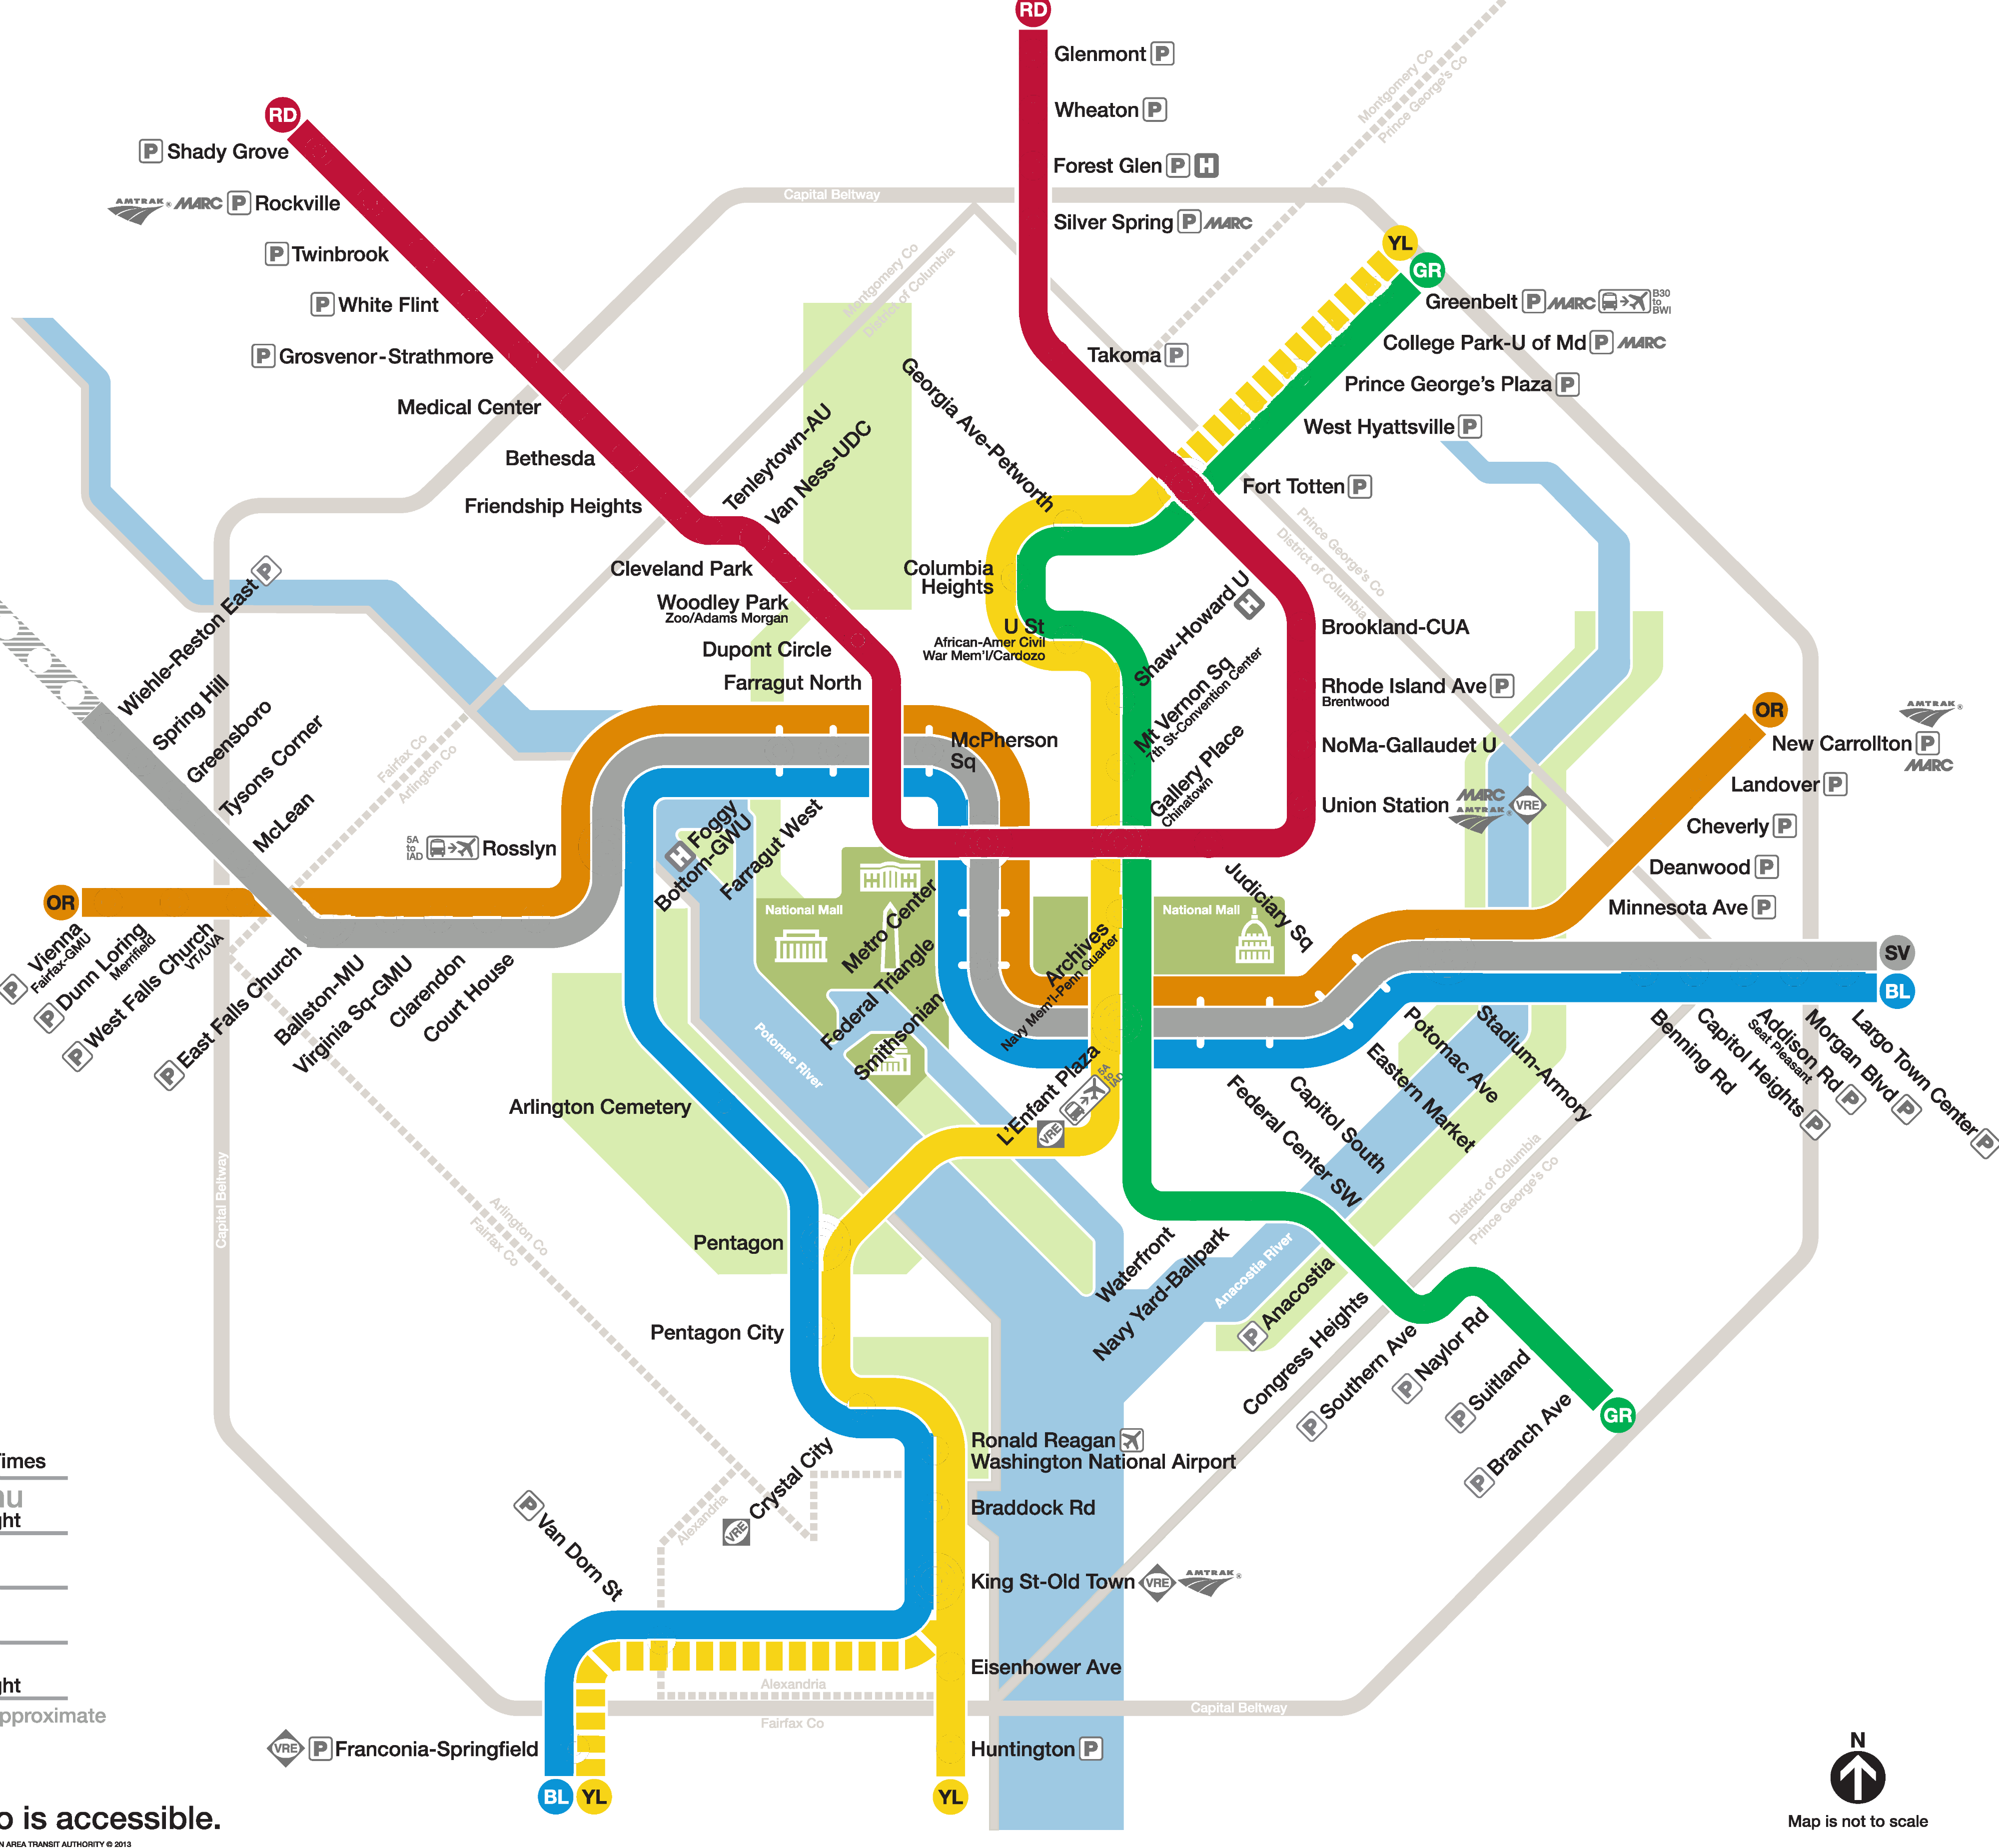 RD
Glenmont P
Wheaton P
Forest Glen P H
Silver Spring P MARC
Takoma P
RD
P Shady Grove
AMTRAK MARC P Rockville
P Twinbrook
P White Flint
P Grosvenor-Strathmore
Medical Center
Bethesda
Friendship Heights
Tenleytown-AU
Van Ness-UDC
Cleveland Park
Woodley Park
Zoo/Adams Morgan
Dupont Circle
Farragut North
Capital Beltway
Montgomery Co
District of Columbia
Montgomery Co
Prince George's Co
YL
GR
Greenbelt P MARC B30 to BWI
College Park-U of Md P MARC
Prince George's Plaza P
West Hyattsville P
Fort Totten P
Prince George's Co
District of Columbia
Georgia Ave-Petworth
Columbia
Heights
U St
African-Amer Civil
War Mem'l/Cardozo
Shaw-Howard U
H
Mt Vernon Sq
7th St-Convention Center
Gallery Place
Chinatown
Brookland-CUA
Rhode Island Ave P
Brentwood
NoMa-Gallaudet U
Union Station MARC AMTRAK VRE
Judiciary Sq
OR
AMTRAK
New Carrollton P
MARC
Landover P
Cheverly P
Deanwood P
Minnesota Ave P
SV
BL
Wiehle-Reston East P
Spring Hill
Greensboro
Tysons Corner
McLean
Fairfax Co
Arlington Co
5A to IAD Rosslyn
OR
P Vienna
Fairfax-GMU
P Dunn Loring
Merrifield
P West Falls Church
VT/UVA
P East Falls Church
Ballston-MU
Virginia Sq-GMU
Clarendon
Court House
H Foggy
Bottom-GWU
Farragut West
McPherson
Sq
Metro Center
Federal Triangle
Smithsonian
National Mall
National Mall
Archives
Navy Mem'l-Penn Quarter
L'Enfant Plaza
VRE 5A to IAD
Federal Center SW
Capitol South
Eastern Market
Potomac Ave
Stadium-Armory
Benning Rd
Capitol Heights P
Addison Rd P
Seat Pleasant
Morgan Blvd P
Largo Town Center P
Potomac River
Arlington Cemetery
Capital Beltway
Arlington Co
Fairfax Co
Pentagon
Pentagon City
VRE Crystal City
Ronald Reagan
Washington National Airport
Braddock Rd
King St-Old Town VRE AMTRAK
Eisenhower Ave
Huntington P
YL
Alexandria
P Van Dorn St
Alexandria
Fairfax Co
VRE P Franconia-Springfield
BL
YL
Waterfront
Navy Yard-Ballpark
Anacostia River
P Anacostia
Congress Heights
P Southern Ave
P Naylor Rd
P Suitland
P Branch Ave
GR
District of Columbia
Prince George's Co
Capital Beltway
N
Map is not to scale
pproximate
o is accessible.
N AREA TRANSIT AUTHORITY © 2013